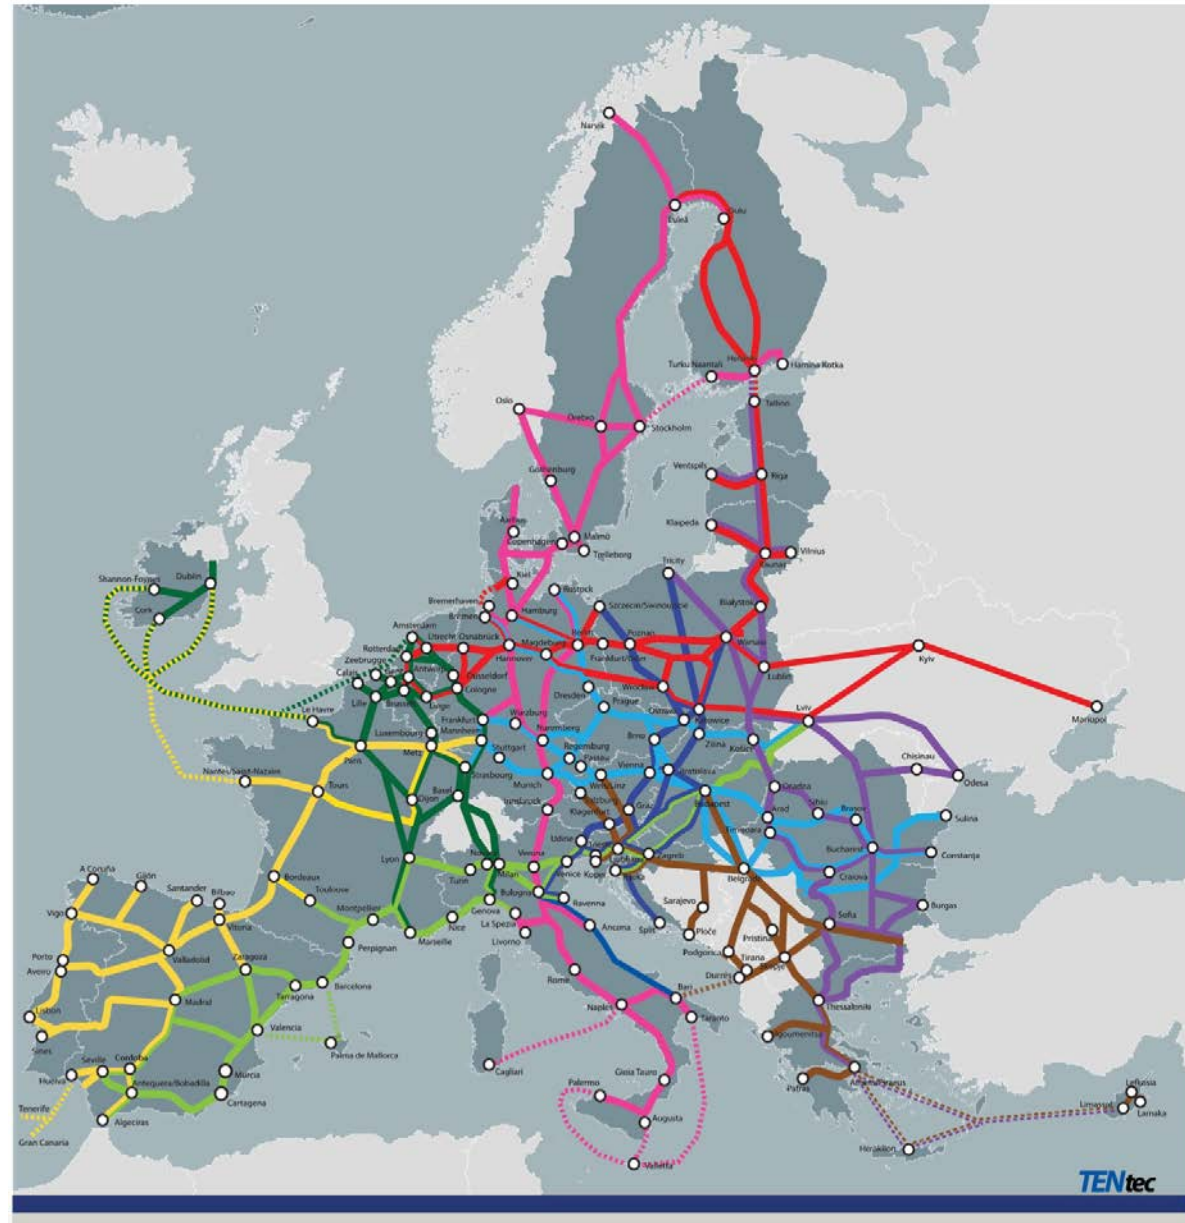 Narvik
Luleå
Oulu
Turku Naantali
Helsinki
Hamina Kotka
Tallinn
Oslo
Örebro
Stockholm
Gothenburg
Ventspils
Riga
Klaipeda
Aarhus
Copenhagen
Malmö
Trelleborg
Kaunas
Vilnius
Shannon-Foynes
Dublin
Cork
Tricity
Kiel
Rostock
Bremerhaven
Bremen
Hamburg
Szczecin/Swinoujscie
Białystok
Amsterdam
Utrecht
Osnabrück
Rotterdam
Hannover
Magdeburg
Berlin
Poznan
Frankfurt/Oder
Warsaw
Kyiv
Zeebrugge
Calais
Antwerp
Düsseldorf
Cologne
Lille
Brussels
Liège
Dresden
Wrocław
Lublin
Prague
Ostrava
Katowice
Lviv
Mariupol
Le Havre
Frankfurt
Mannheim
Würzburg
Nuremberg
Luxembourg
Metz
Paris
Stuttgart
Regensburg
Passau
Brno
Zilina
Košice
Chisinau
Odesa
Nantes/Saint-Nazaire
Tours
Strasbourg
Munich
Wels/Linz
Vienna
Bratislava
Dijon
Basel
Innsbruck
Salzburg
Graz
Budapest
Oradea
Arad
Sibiu
Brasov
Klagenfurt
Udine
Timişoara
Sulina
Lyon
Novara
Milan
Turin
Verona
Venice
Koper
Ljubljana
Zagreb
Rijeka
Belgrade
Bucharest
Craiova
Constanța
A Coruña
Gijón
Santander
Bilbao
Bordeaux
Toulouse
Montpellier
Genova
Bologna
Ravenna
Vigo
Vitoria
Marseille
Nice
La Spezia
Livorno
Ancona
Split
Sarajevo
Ploče
Sofia
Burgas
Porto
Aveiro
Valladolid
Zaragoza
Perpignan
Barcelona
Tarragona
Podgorica
Pristina
Tirana
Skopje
Durrës
Rome
Bari
Lisbon
Sines
Madrid
Valencia
Palma de Mallorca
Naples
Taranto
Thessaloniki
Igoumenitsa
Cagliari
Huelva
Seville
Cordoba
Antequera/Bobadilla
Murcia
Cartagena
Algeciras
Tenerife
Gran Canaria
Gioia Tauro
Palermo
Augusta
Valletta
Patras
Athens/Piraeus
Heraklion
Lefkosia
Limassol
Larnaka
TENtec